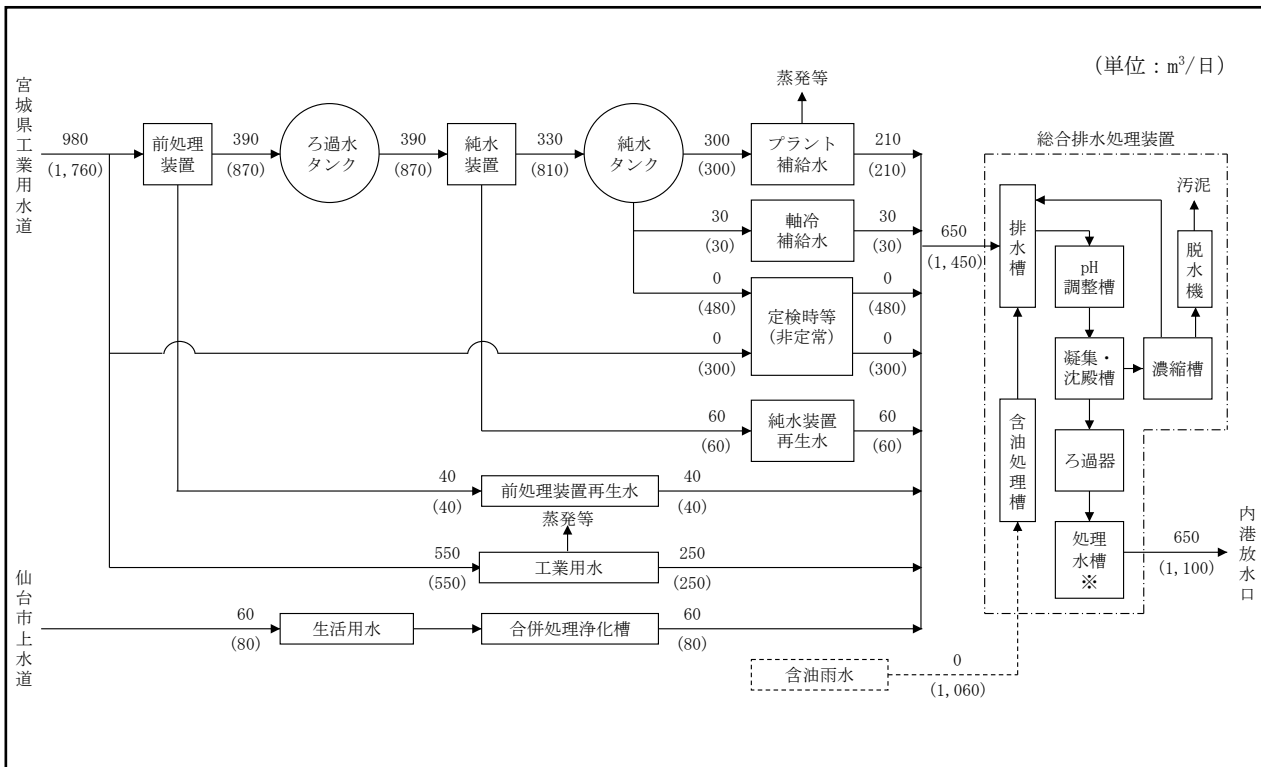 (単位：m³/日)
宮城県工業用水道
980
(1,760)
前処理
装置
390
(870)
ろ過水
タンク
390
(870)
純水
装置
330
(810)
純水
タンク
300
(300)
蒸発等
プラント
補給水
210
(210)
30
(30)
軸冷
補給水
30
(30)
0
(480)
定検時等
(非定常)
0
(480)
0
(300)
0
(300)
60
(60)
純水装置
再生水
60
(60)
40
(40)
前処理装置再生水
40
(40)
蒸発等
550
(550)
工業用水
250
(250)
仙台市上水道
60
(80)
生活用水
合併処理浄化槽
60
(80)
含油雨水
0
(1,060)
650
(1,450)
総合排水処理装置
排水槽
pH
調整槽
凝集・
沈殿槽
濃縮槽
脱水機
汚泥
含油処理槽
ろ過器
処理
水槽
※
650
(1,100)
内港放水口